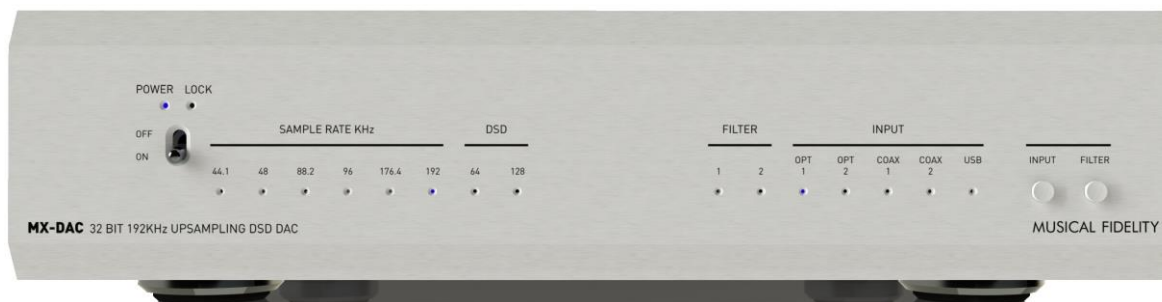 POWER LOCK
OFF
ON
SAMPLE RATE KHz
DSD
44.1 48 88.2 96 176.4 192 64 128
FILTER
INPUT
1 2
OPT 1
OPT 2
COAX 1
COAX 2
USB
INPUT FILTER
MX-DAC 32 BIT 192KHz UPSAMPLING DSD DAC
MUSICAL FIDELITY